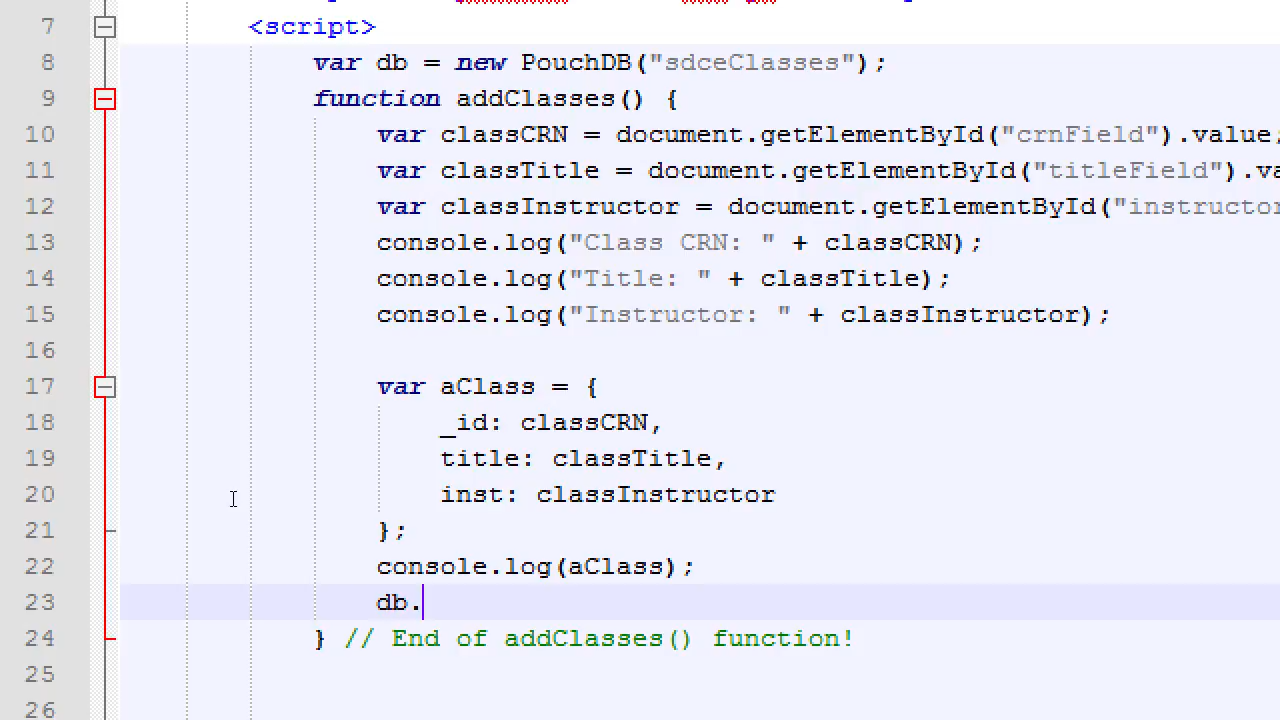 7 <script>
8 var db = new PouchDB("sdceClasses");
9 function addClasses() {
10 var classCRN = document.getElementById("crnField").value;
11 var classTitle = document.getElementById("titleField").va
12 var classInstructor = document.getElementById("instructor
13 console.log("Class CRN: " + classCRN);
14 console.log("Title: " + classTitle);
15 console.log("Instructor: " + classInstructor);
16
17 var aClass = {
18 _id: classCRN,
19 title: classTitle,
20 inst: classInstructor
21 };
22 console.log(aClass);
23 db.
24 } // End of addClasses() function!
25
26